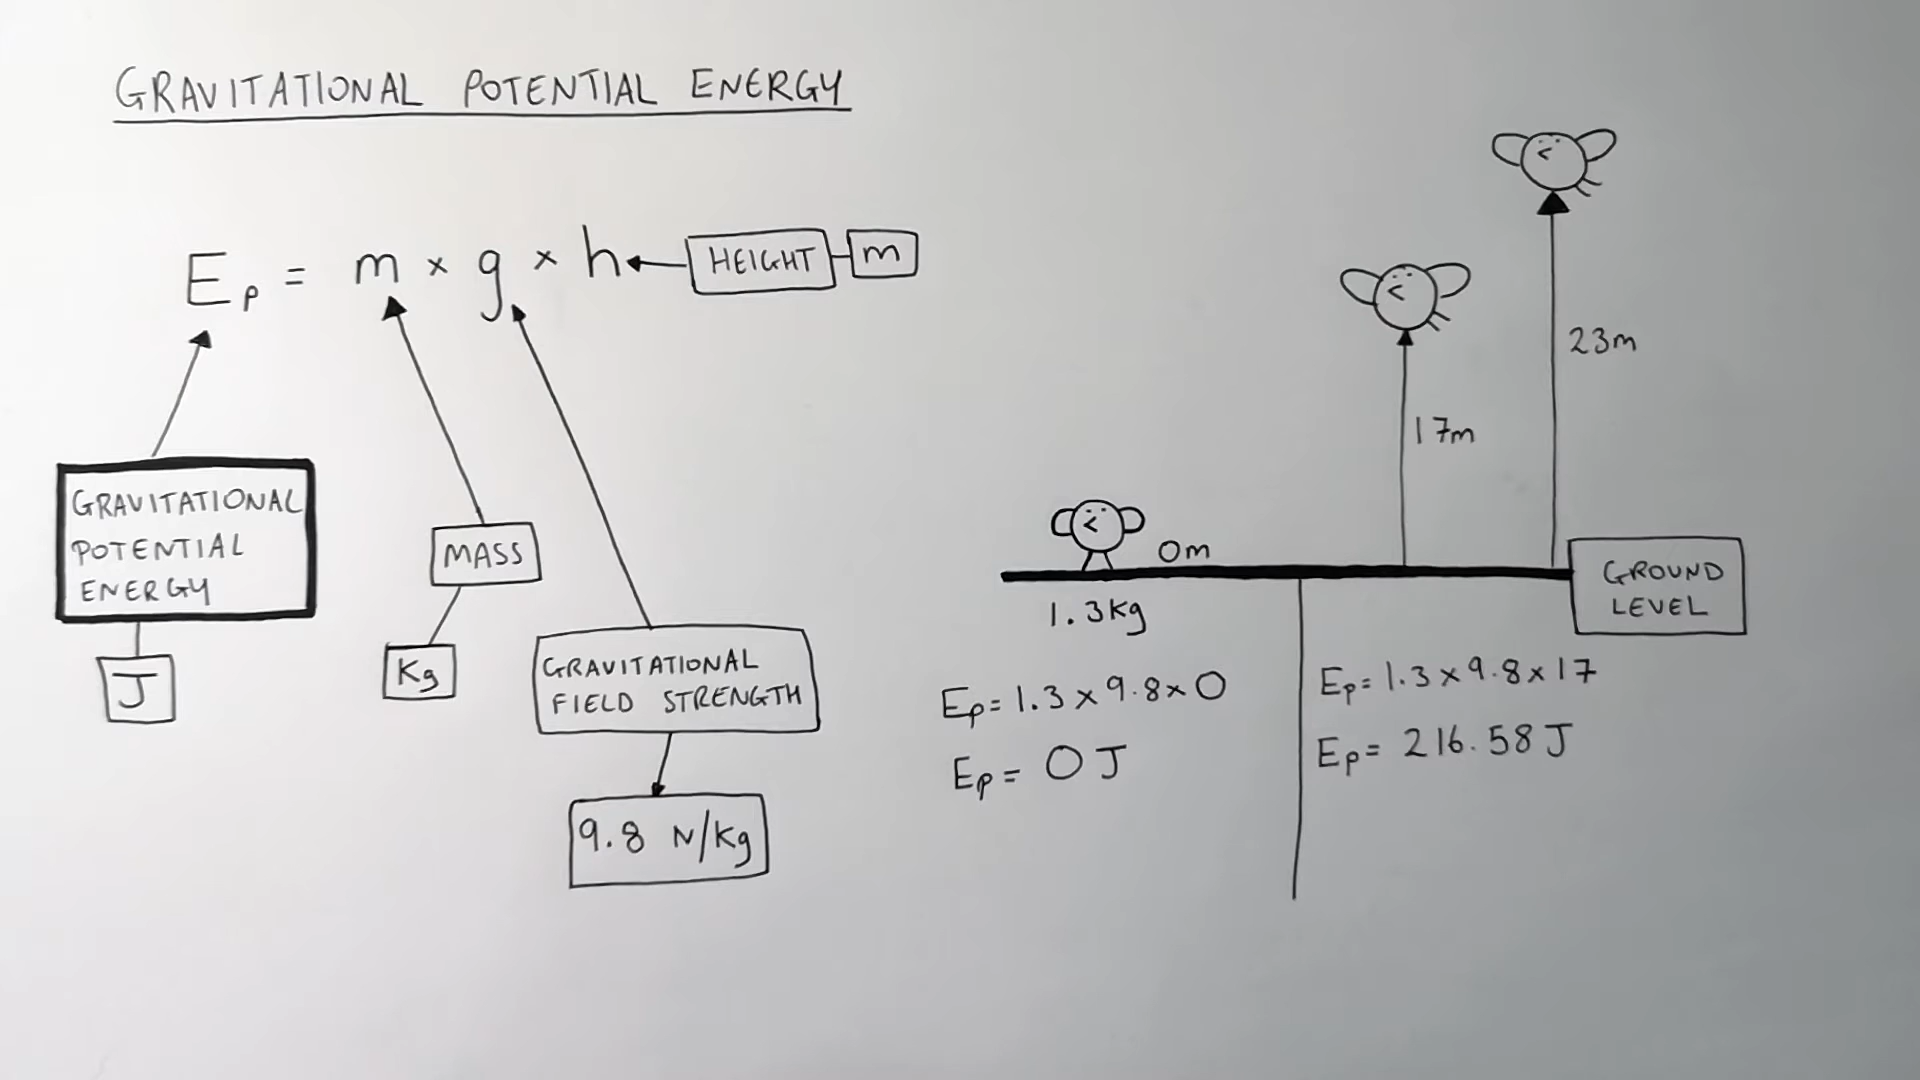 GRAVITATIONAL POTENTIAL ENERGY
Ep = m × g × h
HEIGHT
m
GRAVITATIONAL
POTENTIAL
ENERGY
J
MASS
Kg
GRAVITATIONAL
FIELD STRENGTH
9.8 N/Kg
23m
17m
0m
GROUND
LEVEL
1.3kg
Ep= 1.3 × 9.8 × 0
Ep= 0 J
Ep= 1.3 × 9.8 × 17
Ep= 216.58 J